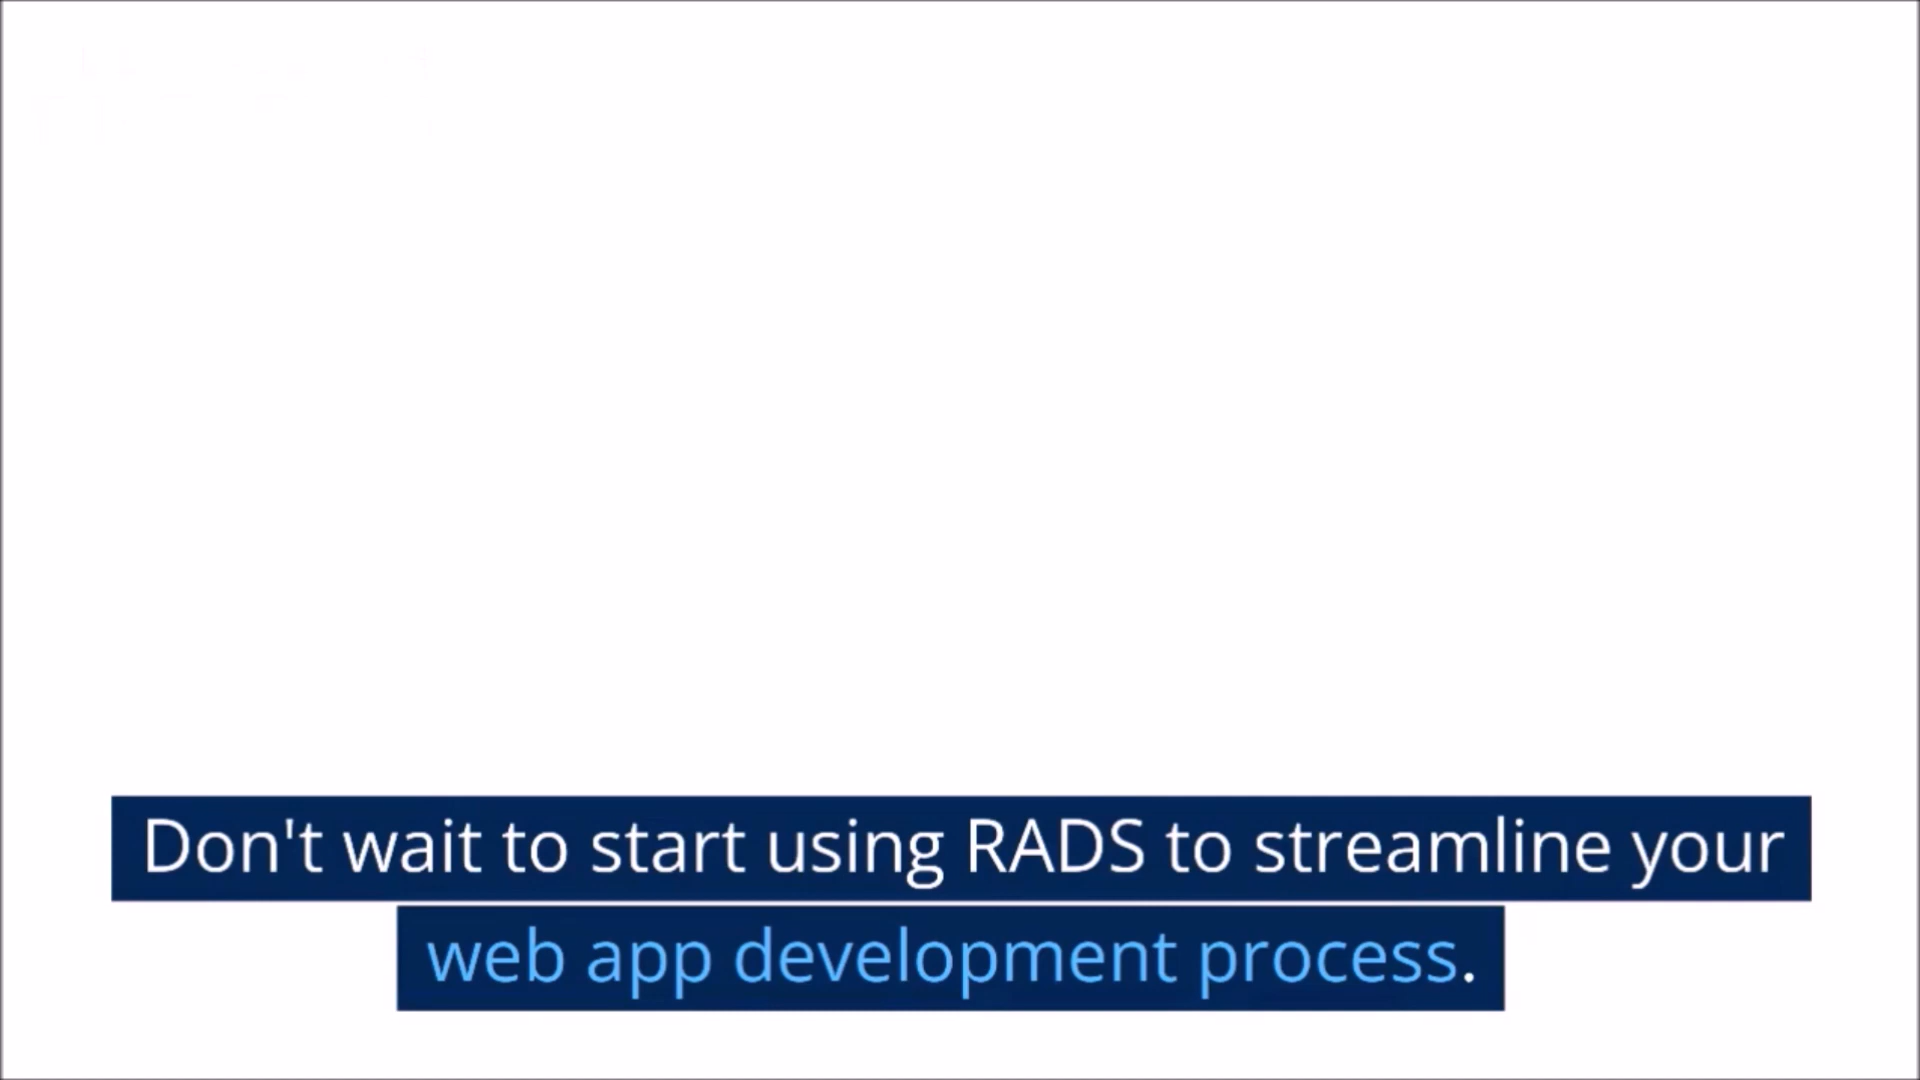 Don't wait to start using RADS to streamline your
web app development process.